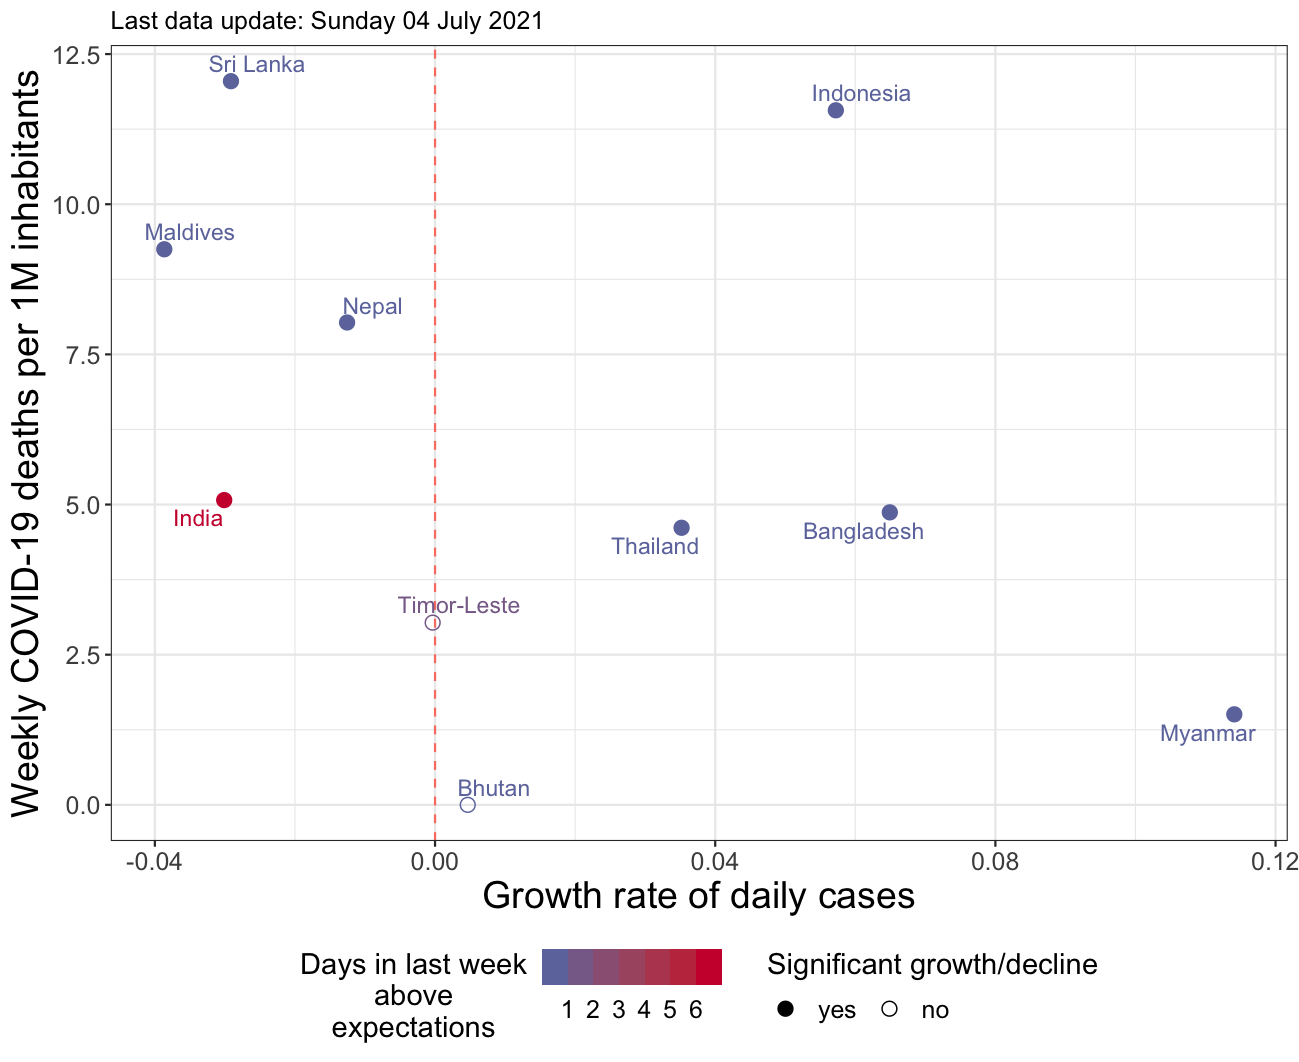 Last data update: Sunday 04 July 2021
Weekly COVID-19 deaths per 1M inhabitants
12.5
10.0
7.5
5.0
2.5
0.0
Sri Lanka
Indonesia
Maldives
Nepal
India
Thailand
Bangladesh
Timor-Leste
Myanmar
Bhutan
-0.04 0.00 0.04 0.08 0.12
Growth rate of daily cases
Days in last week
above
expectations
1 2 3 4 5 6
Significant growth/decline
yes no